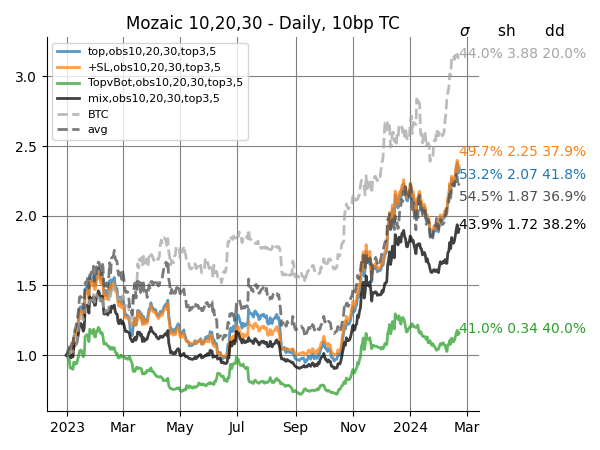 Mozaic 10,20,30 - Daily, 10bp TC
σ sh dd
top,obs10,20,30,top3,5
+SL,obs10,20,30,top3,5
TopvBot,obs10,20,30,top3,5
mix,obs10,20,30,top3,5
BTC
avg
44.0% 3.88 20.0%
49.7% 2.25 37.9%
53.2% 2.07 41.8%
54.5% 1.87 36.9%
43.9% 1.72 38.2%
41.0% 0.34 40.0%
3.0
2.5
2.0
1.5
1.0
2023 Mar May Jul Sep Nov 2024 Mar